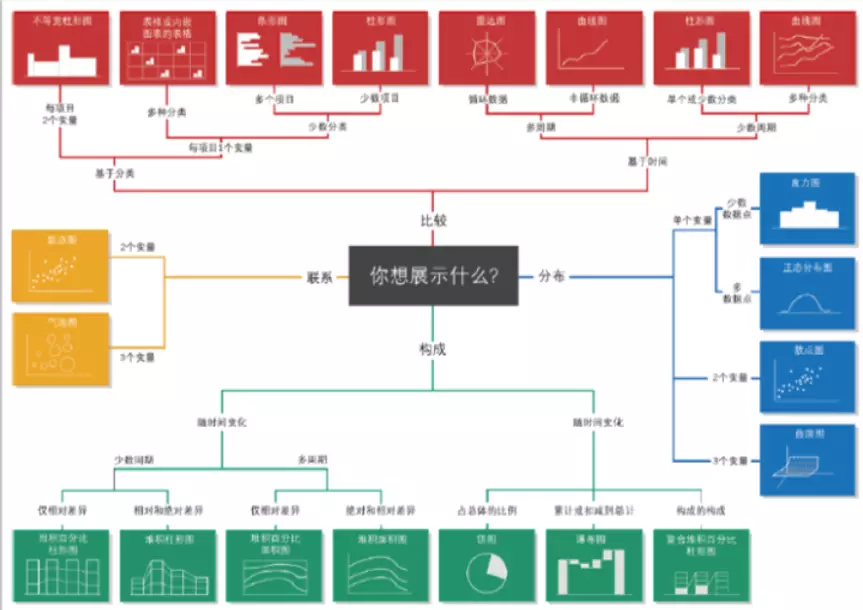 不等宽柱形图
表格或内嵌
图表的表格
条形图
柱形图
雷达图
曲线图
柱形图
曲线图
每项目
2个变量
多种分类
多个项目
少数项目
循环数据
非循环数据
单个或少数分类
多种分类
少数分类
多周期
少数周期
每项目1个变量
基于分类
基于时间
比较
散点图
2个变量
气泡图
3个变量
联系
你想展示什么?
分布
单个变量
少数
数据点
直方图
多
数据点
正态分布图
2个变量
散点图
3个变量
曲面图
构成
随时间变化
随时间变化
少数周期
多周期
仅相对差异
相对和绝对差异
仅相对差异
绝对和相对差异
占总体的比例
累计或扣减到总计
构成的构成
堆积百分比
柱形图
堆积柱形图
堆积百分比
面积图
堆积面积图
饼图
瀑布图
复合堆积百分比
柱形图